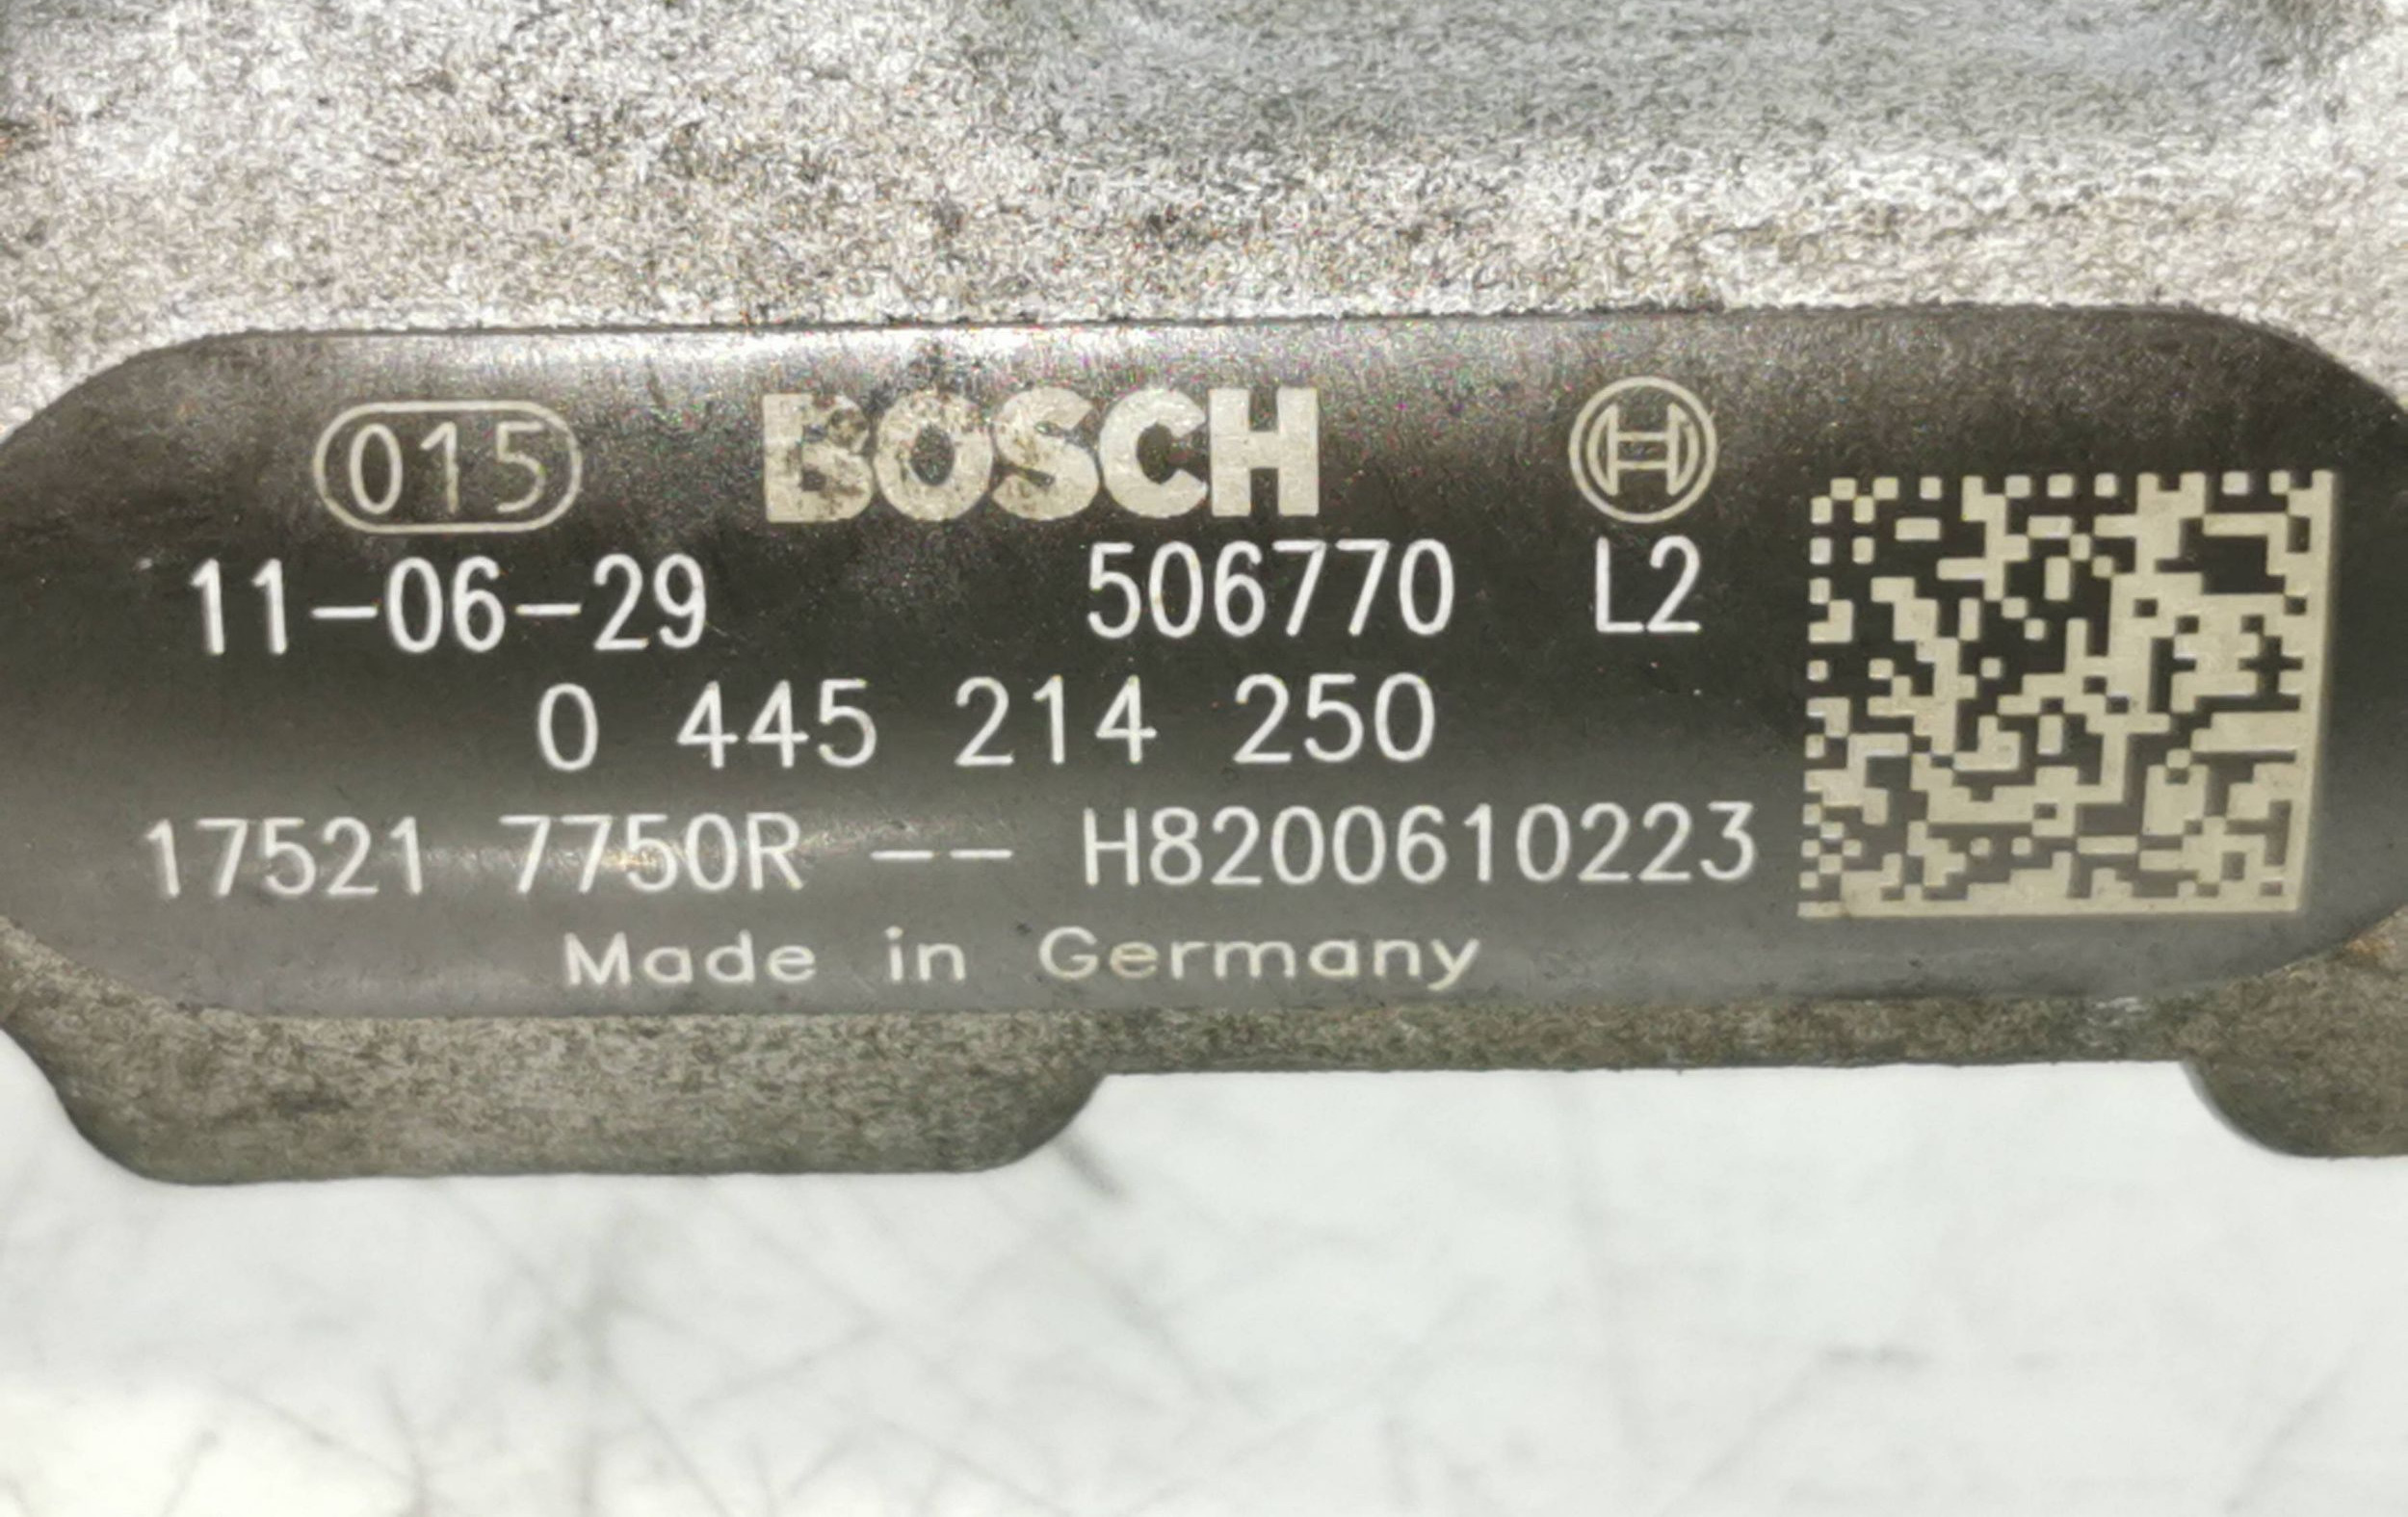 015 BOSCH
11-06-29 506770 L2
0 445 214 250
17521 7750R -- H8200610223
Made in Germany